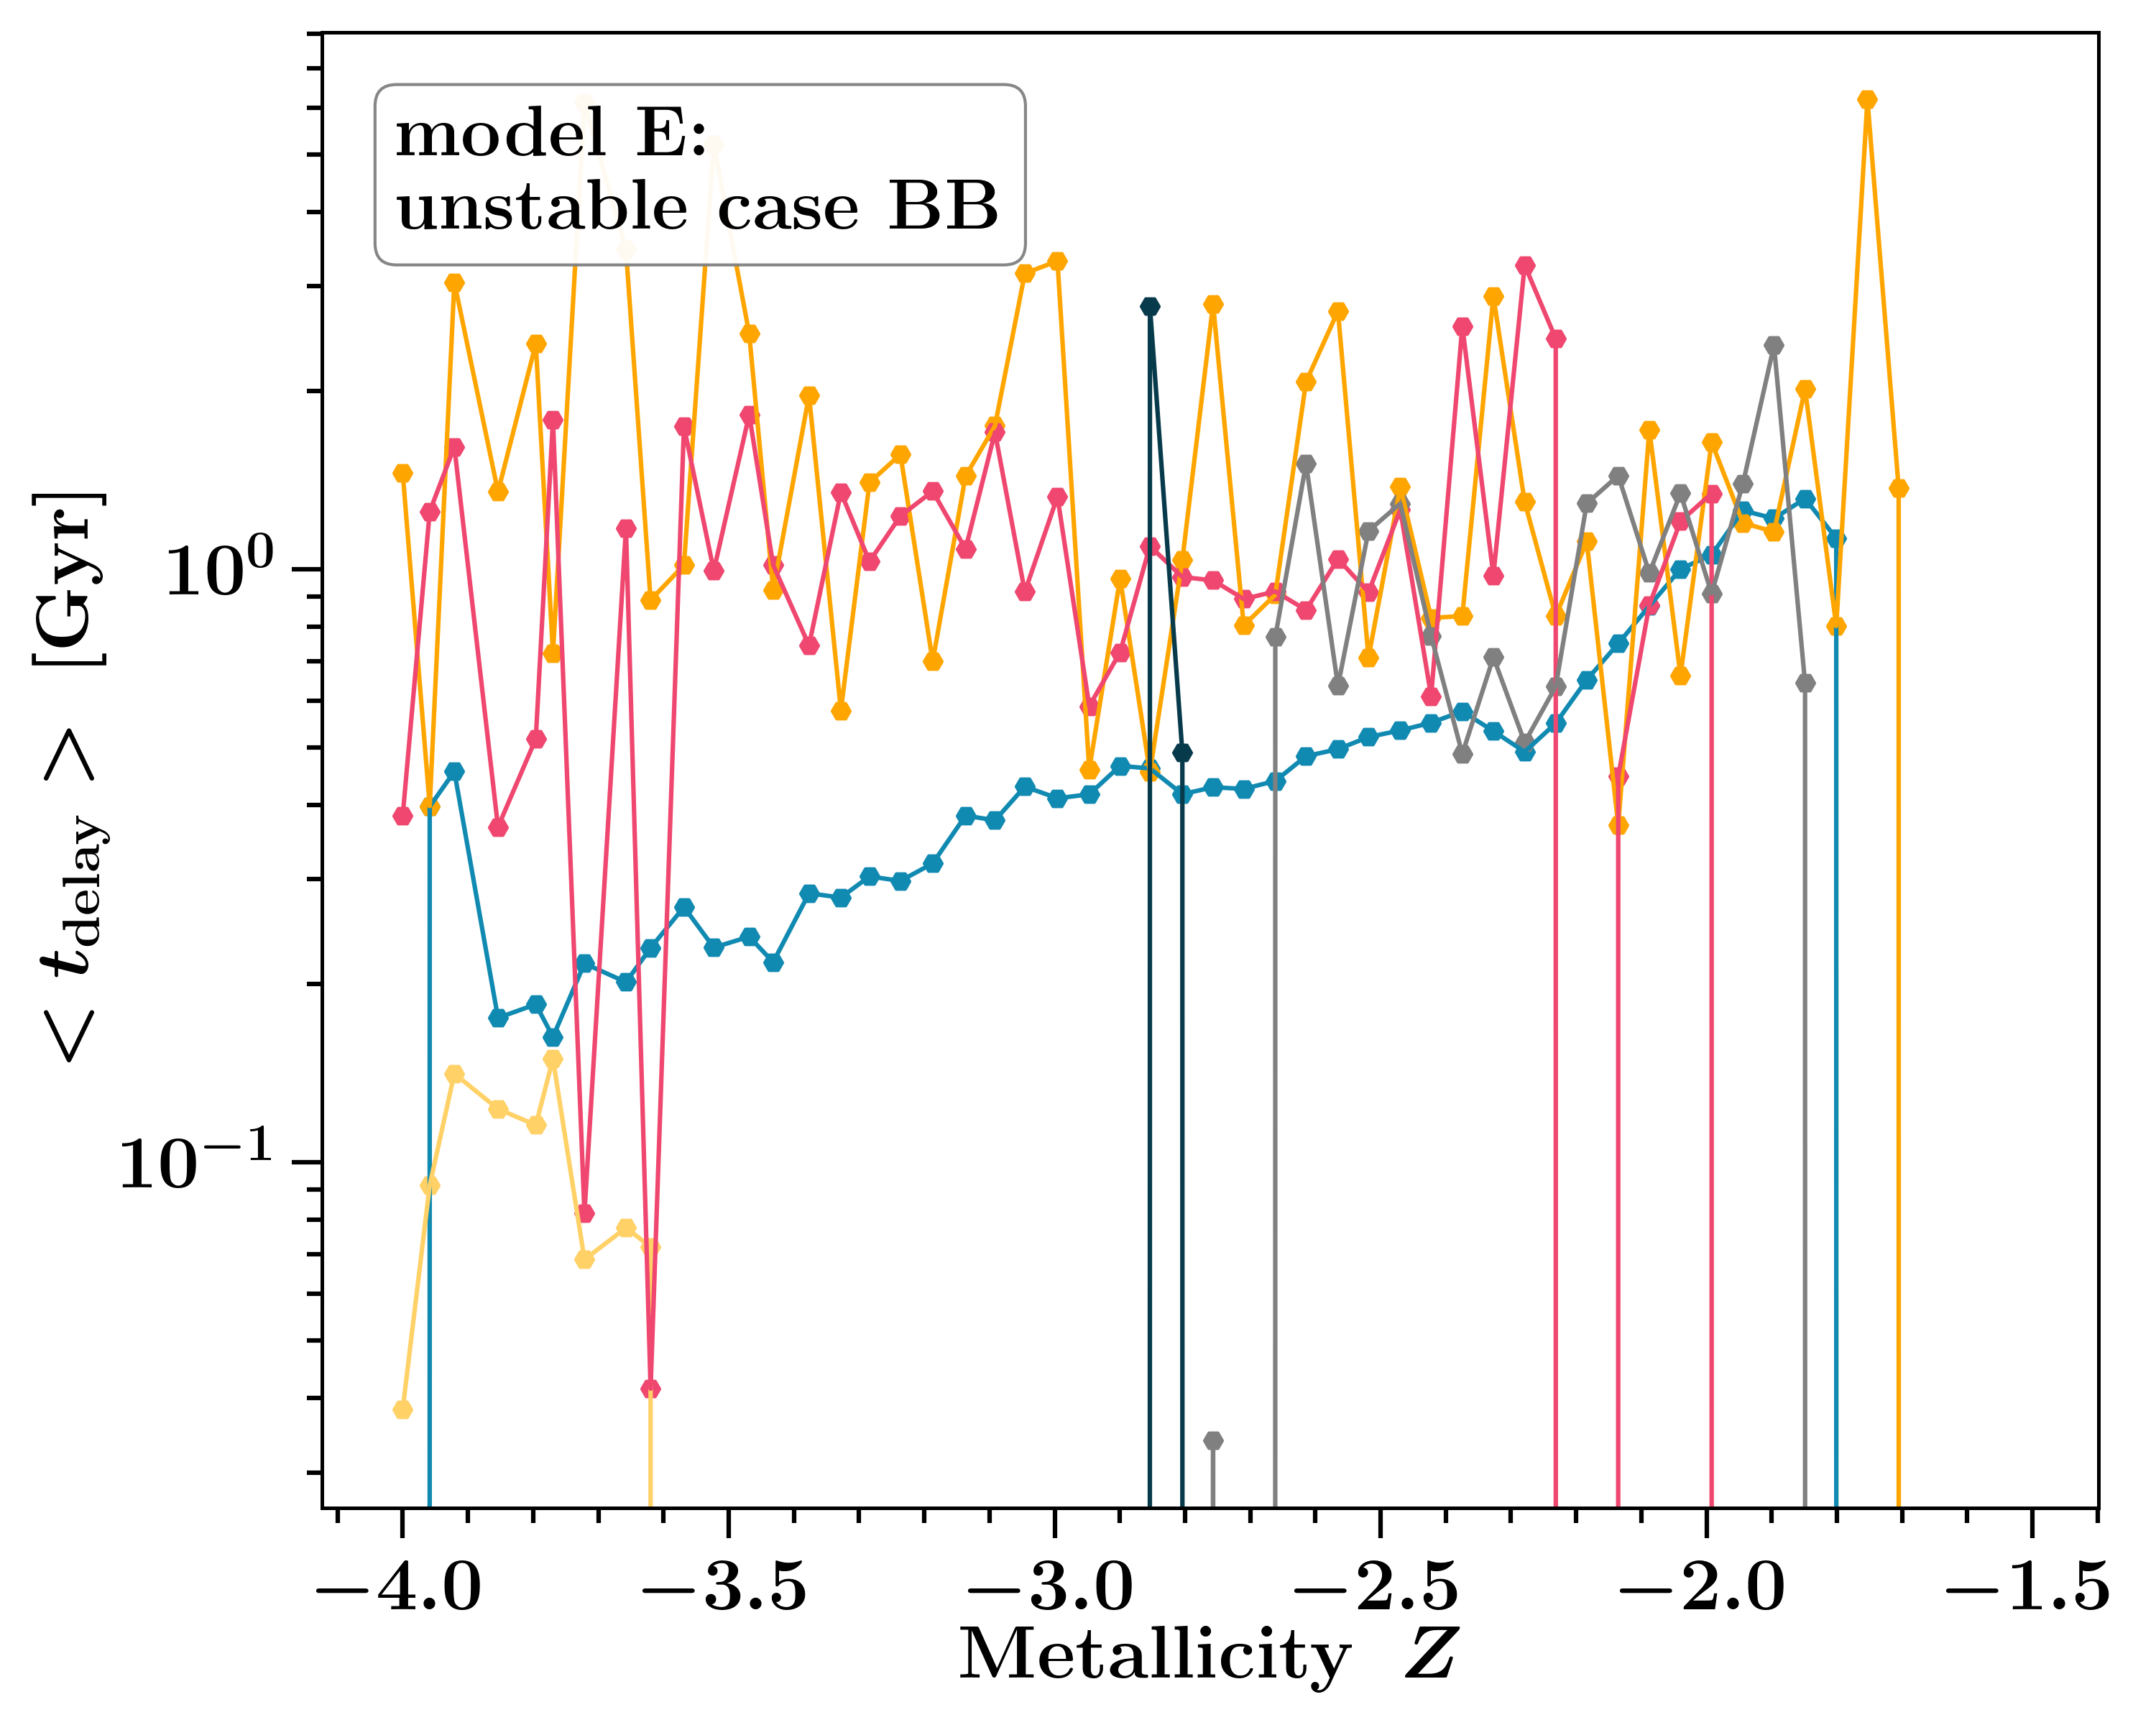 model E:
unstable case BB
< t_delay > [Gyr]
10^0
10^−1
−4.0 −3.5 −3.0 −2.5 −2.0 −1.5
Metallicity Z